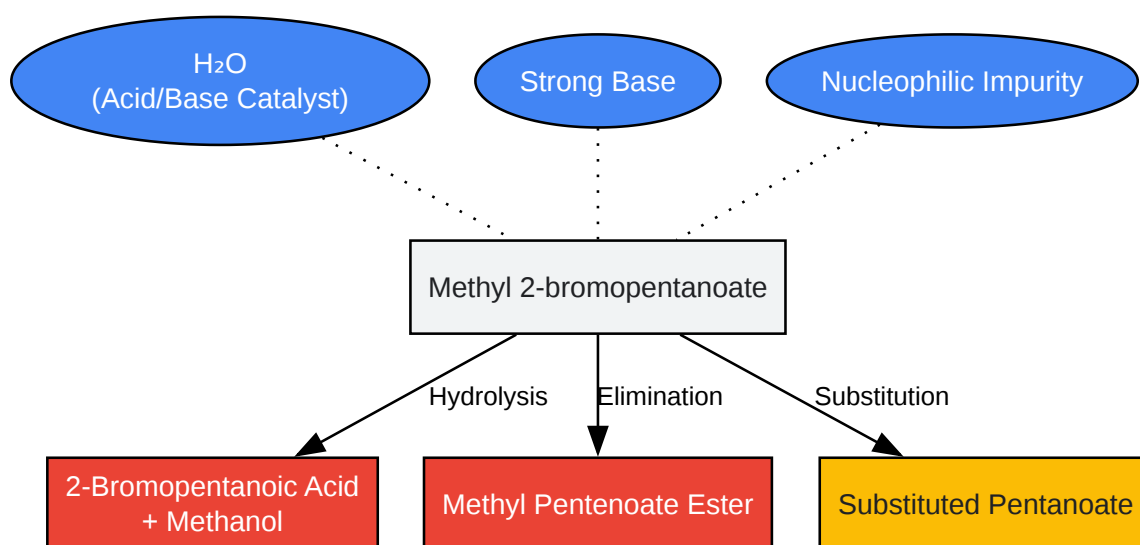 H₂O
(Acid/Base Catalyst)
Strong Base
Nucleophilic Impurity
Methyl 2-bromopentanoate
Hydrolysis
Elimination
Substitution
2-Bromopentanoic Acid
+ Methanol
Methyl Pentenoate Ester
Substituted Pentanoate